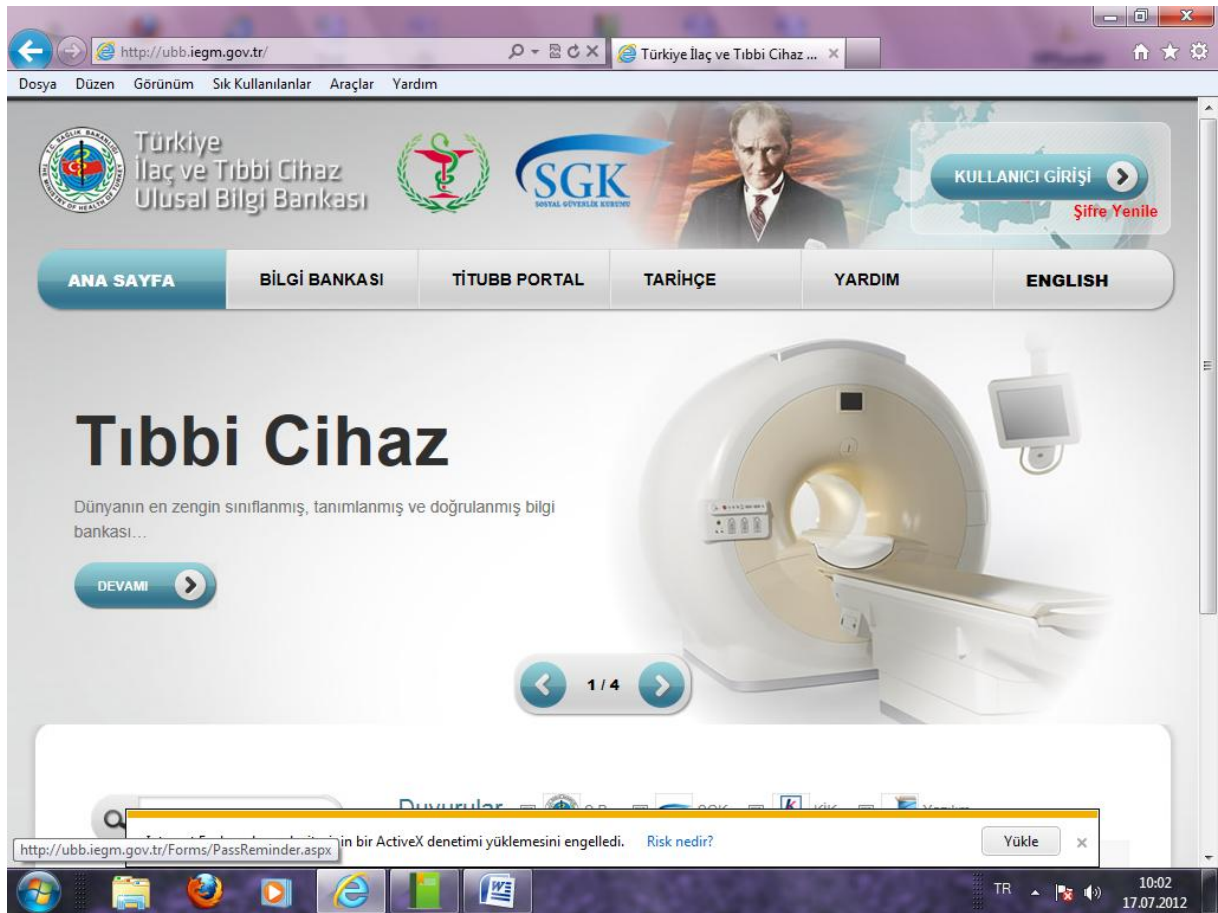 http://ubb.iegm.gov.tr/
Türkiye İlaç ve Tıbbi Cihaz ...
Dosya Düzen Görünüm Sık Kullanılanlar Araçlar Yardım
Türkiye
İlaç ve Tıbbi Cihaz
Ulusal Bilgi Bankası
SGK
SOSYAL GÜVENLİK KURUMU
KULLANICI GİRİŞİ
Şifre Yenile
ANA SAYFA BİLGİ BANKASI TİTUBB PORTAL TARİHÇE YARDIM ENGLISH
Tıbbi Cihaz
Dünyanın en zengin sınıflanmış, tanımlanmış ve doğrulanmış bilgi
bankası...
DEVAMI
1 / 4
Duyurular
bir ActiveX denetimi yüklemesini engelledi. Risk nedir? Yükle
http://ubb.iegm.gov.tr/Forms/PassReminder.aspx
TR 10:02
17.07.2012